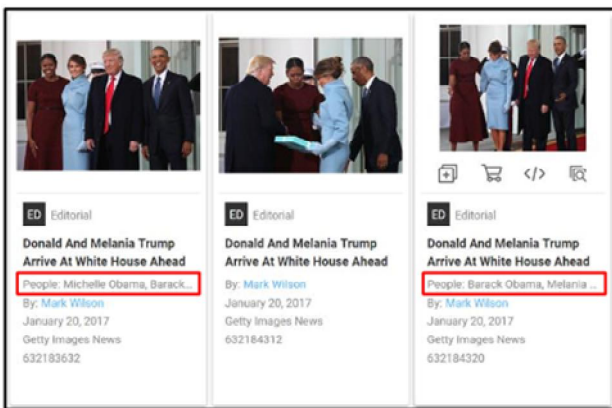 ED Editorial
Donald And Melania Trump
Arrive At White House Ahead
People: Michelle Obama, Barack...
By: Mark Wilson
January 20, 2017
Getty Images News
632183632
ED Editorial
Donald And Melania Trump
Arrive At White House Ahead
By: Mark Wilson
January 20, 2017
Getty Images News
632184312
ED Editorial
Donald And Melania Trump
Arrive At White House Ahead
People: Barack Obama, Melania ...
By: Mark Wilson
January 20, 2017
Getty Images News
632184320